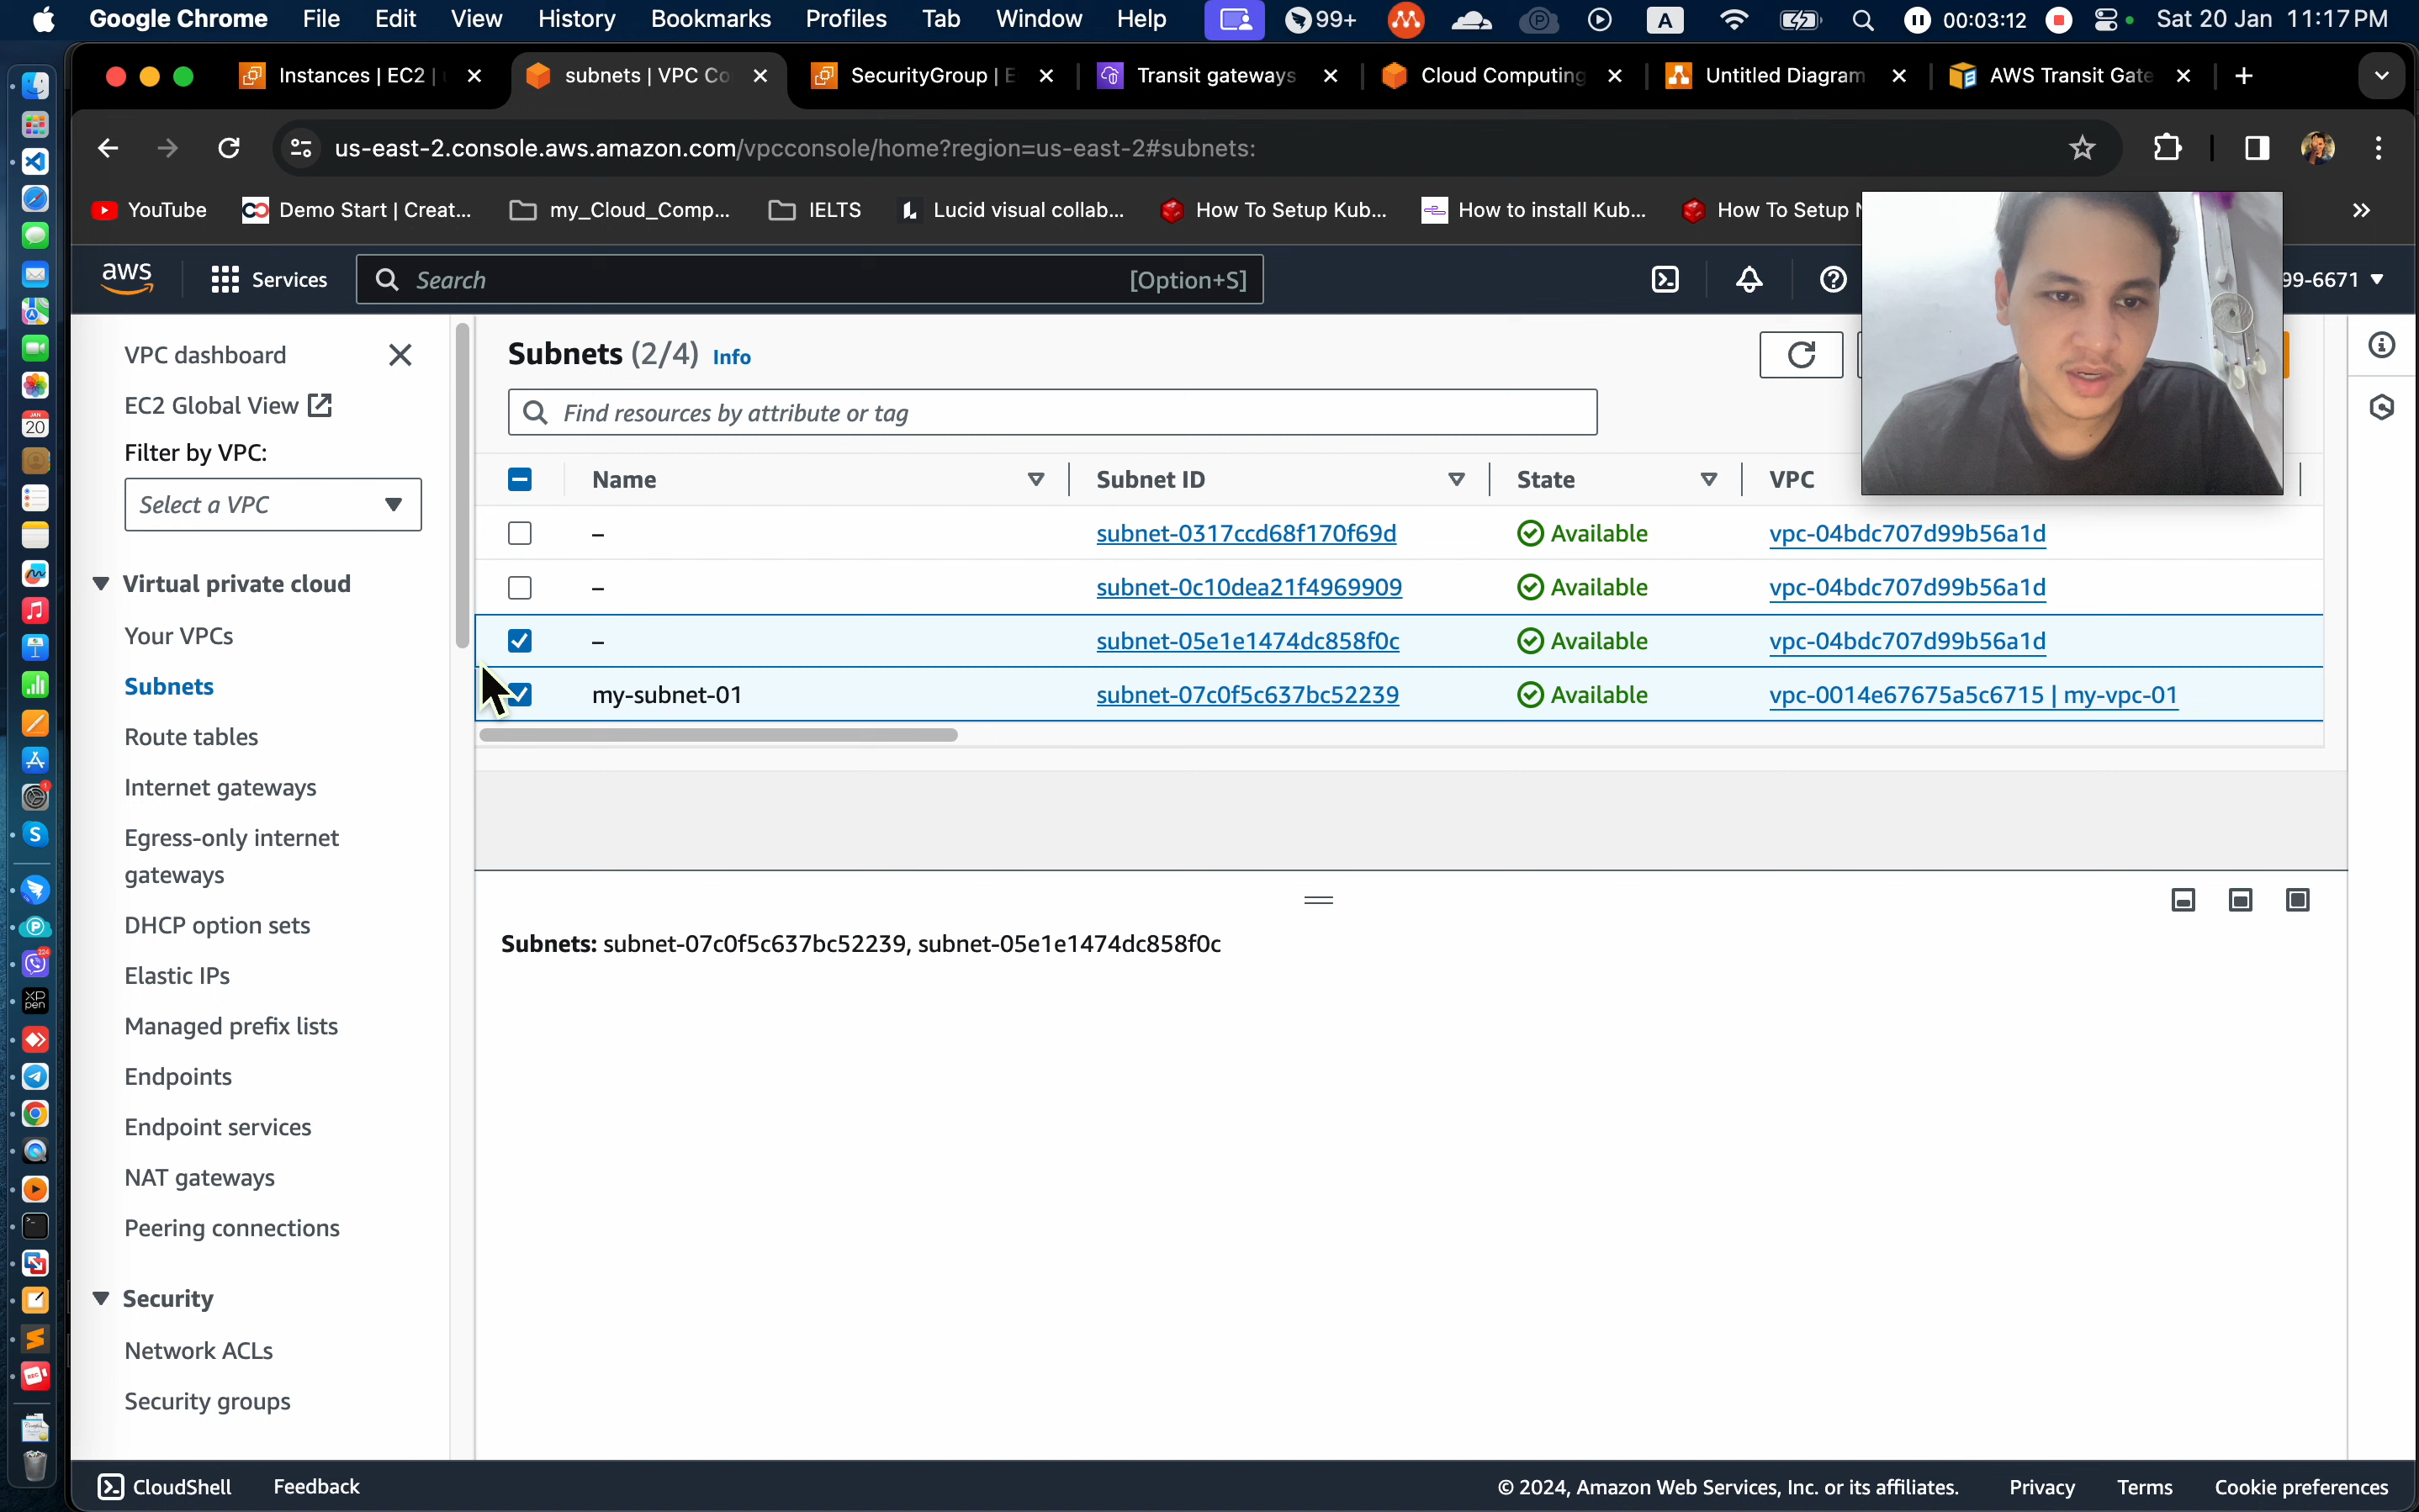 Google Chrome File Edit View History Bookmarks Profiles Tab Window Help 99+ A 00:03:12 Sat 20 Jan 11:17 PM
Instances | EC2 | subnets | VPC Co SecurityGroup | E Transit gateways Cloud Computing Untitled Diagram AWS Transit Gate
us-east-2.console.aws.amazon.com/vpcconsole/home?region=us-east-2#subnets:
YouTube Demo Start | Creat... my_Cloud_Comp... IELTS Lucid visual collab... How To Setup Kub... How to install Kub... How To Setup
aws Services Search [Option+S] 99-6671
VPC dashboard
EC2 Global View
Filter by VPC:
Select a VPC
Virtual private cloud
Your VPCs
Subnets
Route tables
Internet gateways
Egress-only internet
gateways
DHCP option sets
Elastic IPs
Managed prefix lists
Endpoints
Endpoint services
NAT gateways
Peering connections
Security
Network ACLs
Security groups
Subnets (2/4) Info
Find resources by attribute or tag
Name Subnet ID State VPC
– subnet-0317ccd68f170f69d Available vpc-04bdc707d99b56a1d
– subnet-0c10dea21f4969909 Available vpc-04bdc707d99b56a1d
– subnet-05e1e1474dc858f0c Available vpc-04bdc707d99b56a1d
my-subnet-01 subnet-07c0f5c637bc52239 Available vpc-0014e67675a5c6715 | my-vpc-01
Subnets: subnet-07c0f5c637bc52239, subnet-05e1e1474dc858f0c
CloudShell Feedback © 2024, Amazon Web Services, Inc. or its affiliates. Privacy Terms Cookie preferences